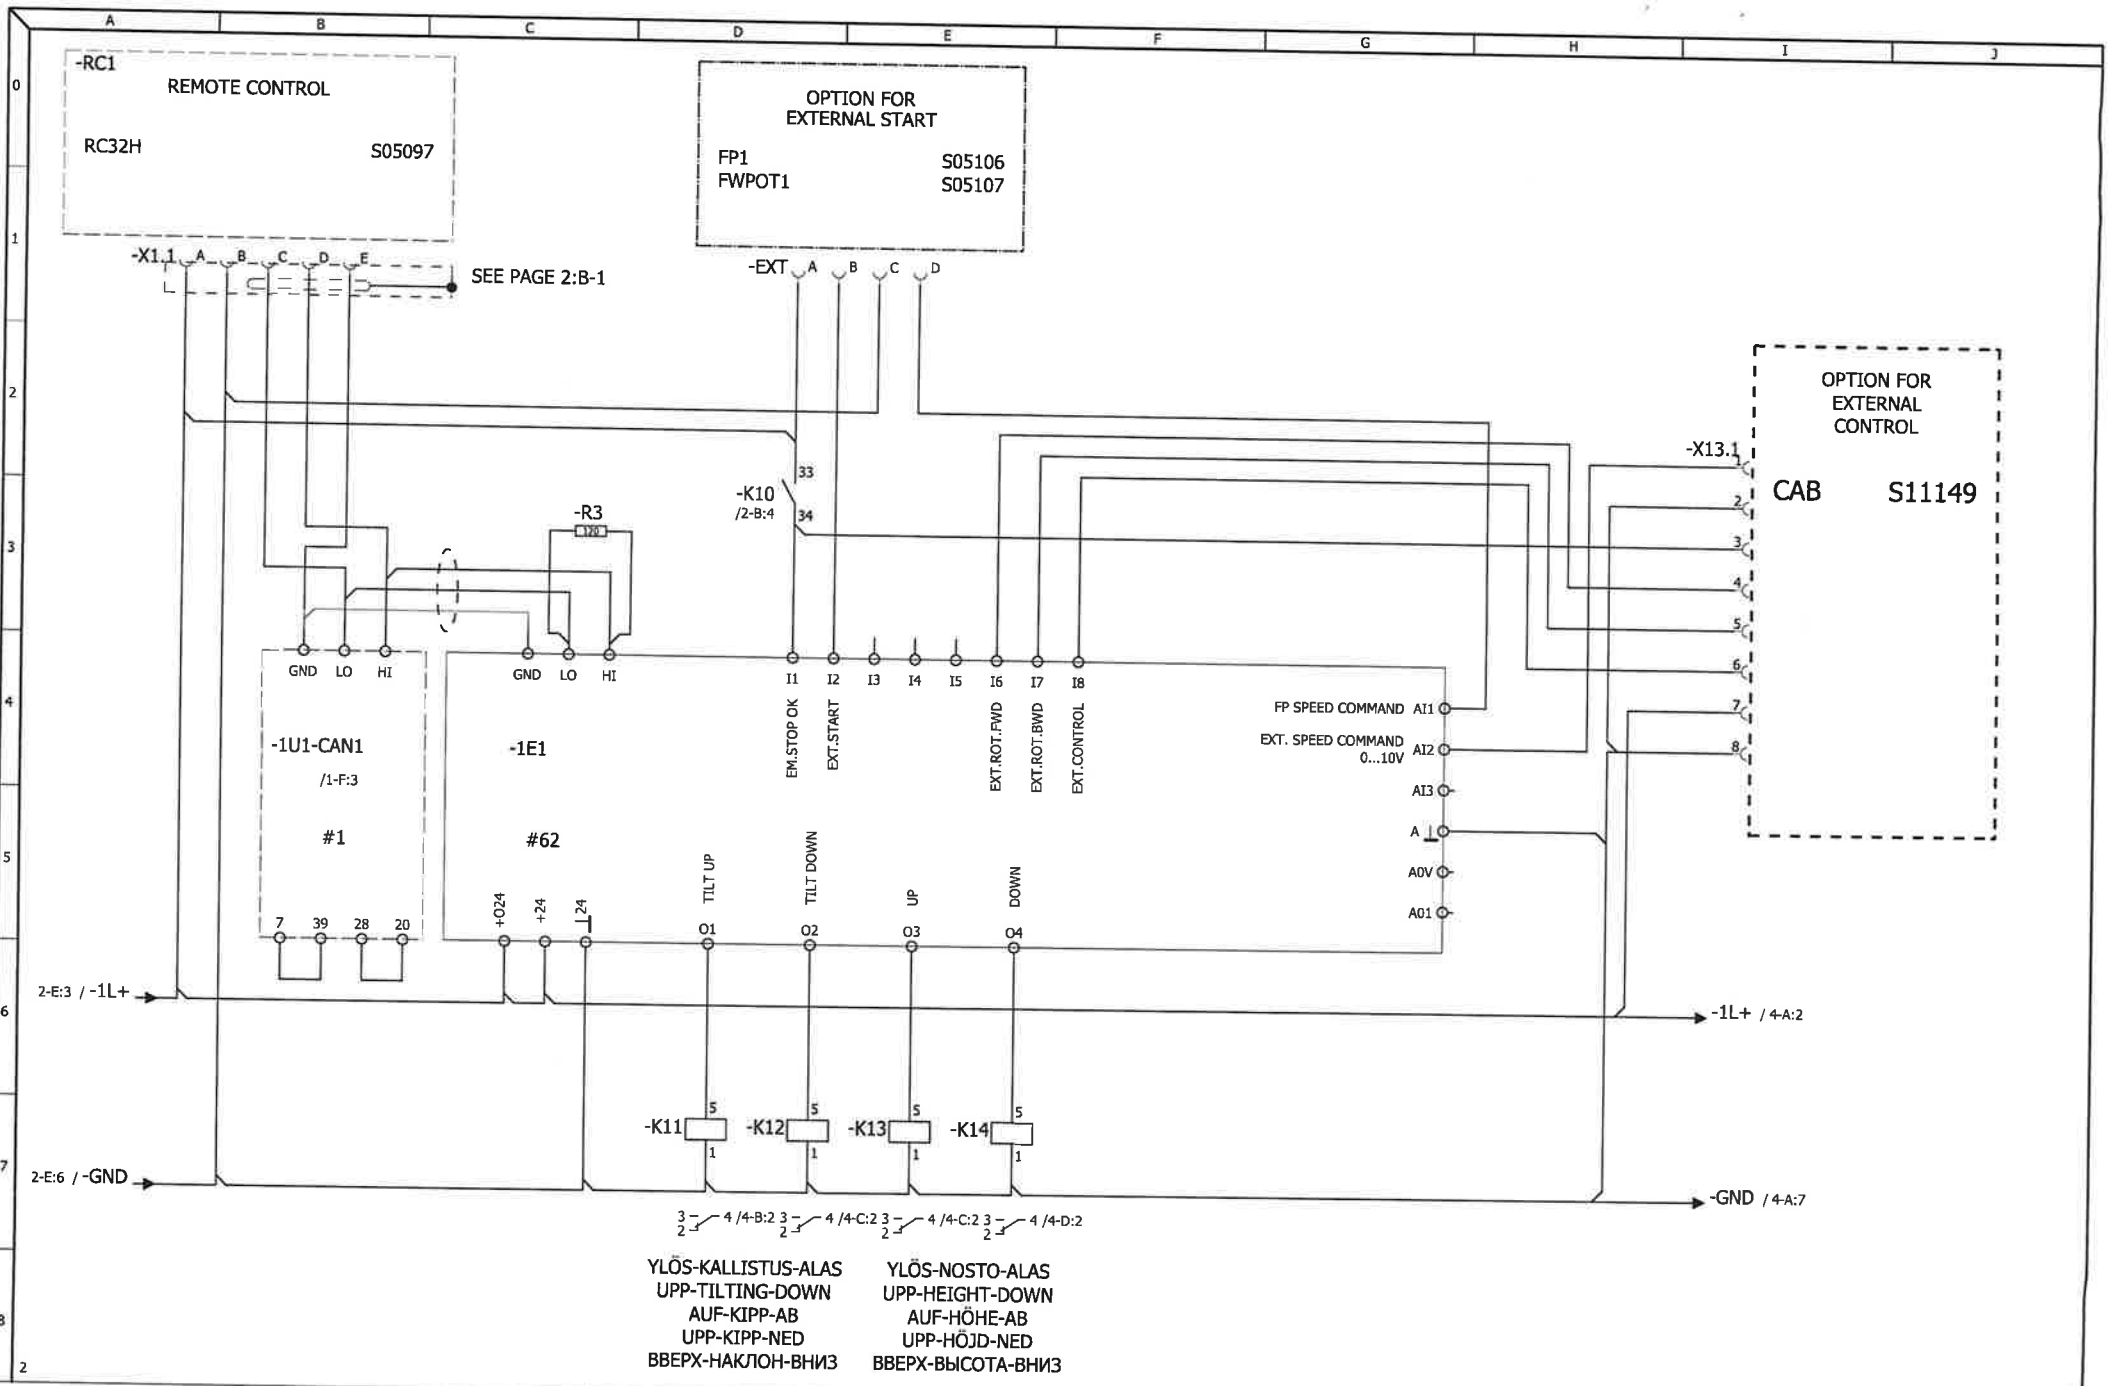 A B C D E F G H I J
0
-RC1
REMOTE CONTROL
RC32H S05097
OPTION FOR
EXTERNAL START
FP1 S05106
FWPOT1 S05107
1
-X1.1 A B C D E
SEE PAGE 2:B-1
-EXT A B C D
2
OPTION FOR
EXTERNAL
CONTROL
-X13.1
CAB S11149
1
2
3
4
5
6
7
8
33
-K10
/2-B:4
34
-R3
120
3
GND LO HI
GND LO HI
I1 I2 I3 I4 I5 I6 I7 I8
EM.STOP OK
EXT.START
EXT.ROT.FWD
EXT.ROT.BWD
EXT.CONTROL
4
-1U1-CAN1
/1-F:3
#1
-1E1
#62
FP SPEED COMMAND AI1
EXT. SPEED COMMAND AI2
0...10V
AI3
A
A0V
A01
5
TILT UP
TILT DOWN
UP
DOWN
7 39 28 20
+O24
+24
24
O1 O2 O3 O4
2-E:3 / -1L+
-1L+ / 4-A:2
6
-K11 5 1
-K12 5 1
-K13 5 1
-K14 5 1
7
2-E:6 / -GND
-GND / 4-A:7
3 2 4 /4-B:2
3 2 4 /4-C:2
3 2 4 /4-C:2
3 2 4 /4-D:2
YLÖS-KALLISTUS-ALAS
UPP-TILTING-DOWN
AUF-KIPP-AB
UPP-KIPP-NED
ВВЕРХ-НАКЛОН-ВНИЗ
YLÖS-NOSTO-ALAS
UPP-HEIGHT-DOWN
AUF-HÖHE-AB
UPP-HÖJD-NED
ВВЕРХ-ВЫСОТА-ВНИЗ
8
2